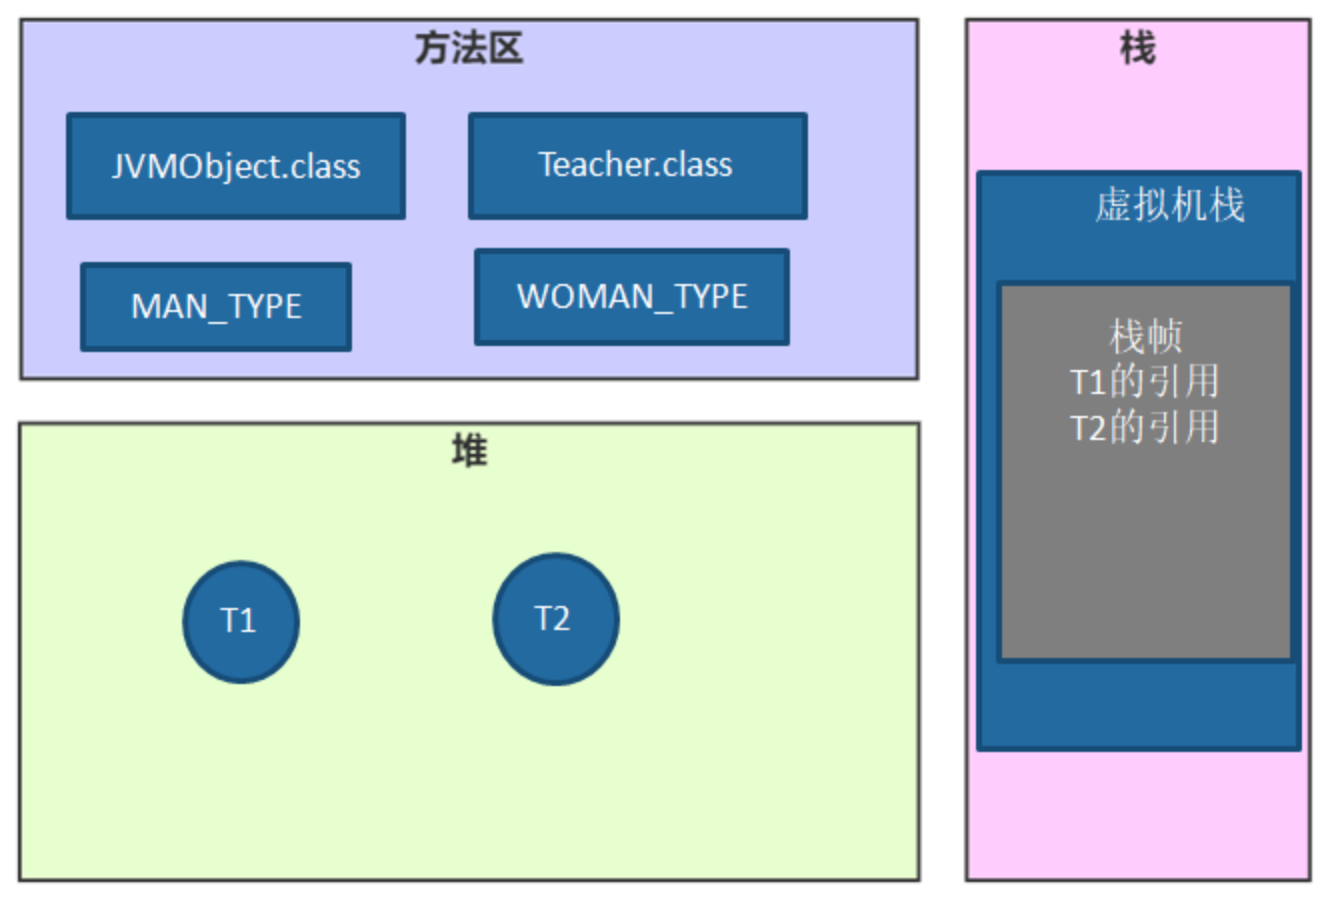 方法区
JVMObject.class
Teacher.class
MAN_TYPE
WOMAN_TYPE
堆
T1
T2
栈
虚拟机栈
栈帧
T1的引用
T2的引用